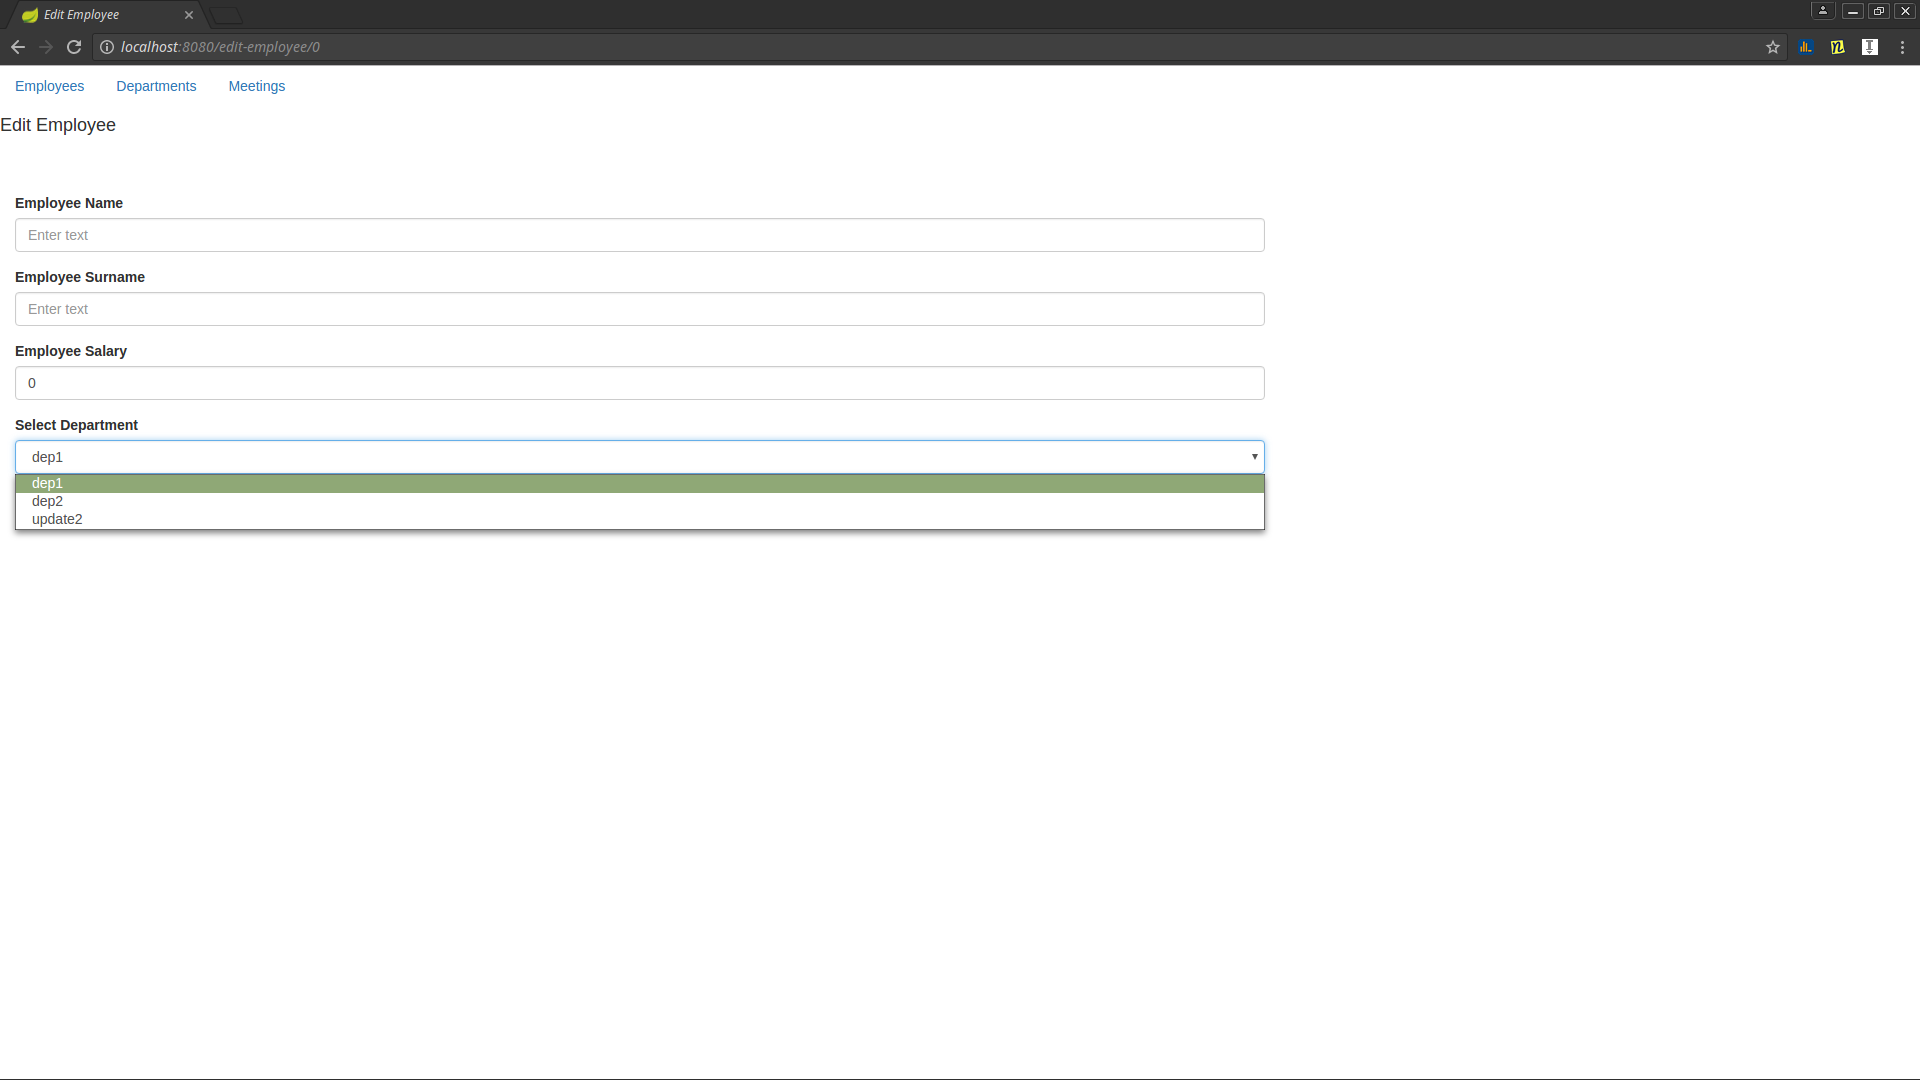 Edit Employee
localhost:8080/edit-employee/0
Employees Departments Meetings
Edit Employee
Employee Name
Enter text
Employee Surname
Enter text
Employee Salary
0
Select Department
dep1
dep1
dep2
update2